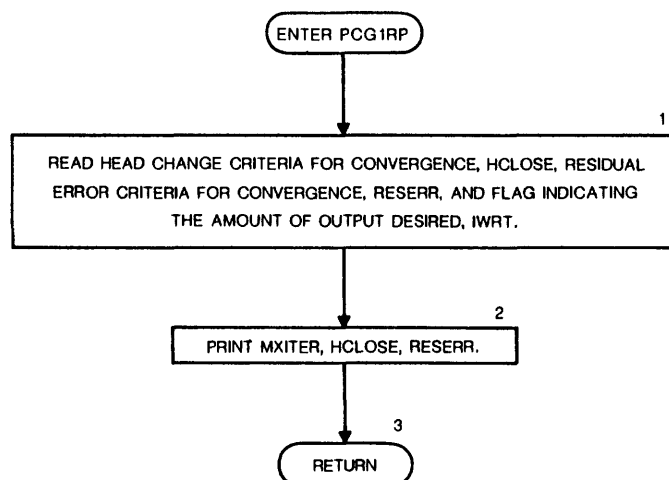 ENTER PCG1RP
1
READ HEAD CHANGE CRITERIA FOR CONVERGENCE, HCLOSE, RESIDUAL
ERROR CRITERIA FOR CONVERGENCE, RESERR, AND FLAG INDICATING
THE AMOUNT OF OUTPUT DESIRED, IWRT.
2
PRINT MXITER, HCLOSE, RESERR.
3
RETURN